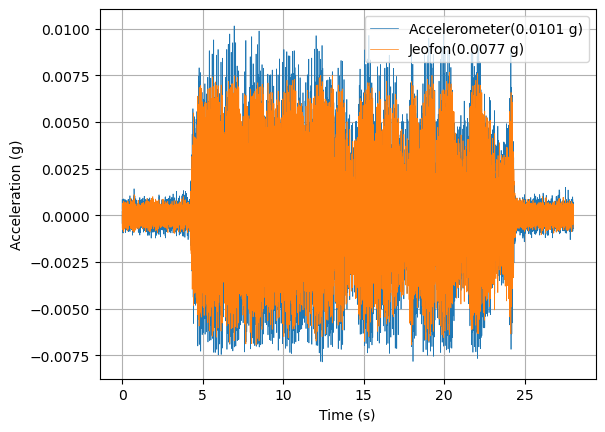 Accelerometer(0.0101 g)
Jeofon(0.0077 g)
0.0100
0.0075
0.0050
0.0025
0.0000
−0.0025
−0.0050
−0.0075
Acceleration (g)
0 5 10 15 20 25
Time (s)